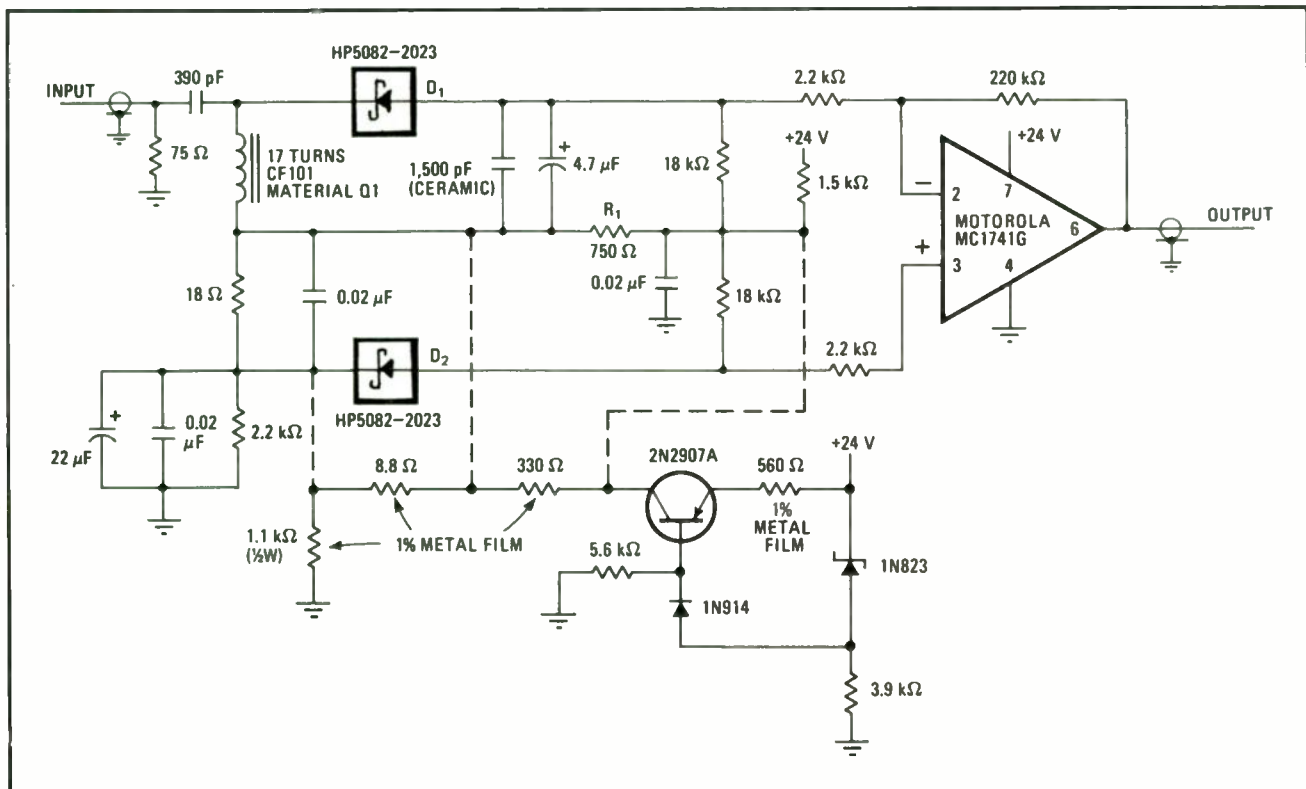 HP5082-2023
390 pF
INPUT
D1
75 Ω
17 TURNS
CF101
MATERIAL Q1
1,500 pF
(CERAMIC)
+
4.7 µF
2.2 kΩ
220 kΩ
+24 V
18 kΩ
1.5 kΩ
+24 V
−
2
7
MOTOROLA
MC1741G
6
OUTPUT
+
3
4
R1
750 Ω
0.02 µF
18 Ω
0.02 µF
18 kΩ
D2
HP5082-2023
2.2 kΩ
+
22 µF
0.02
µF
2.2 kΩ
8.8 Ω
330 Ω
2N2907A
560 Ω
+24 V
1%
METAL
FILM
1.1 kΩ
(½W)
1% METAL FILM
5.6 kΩ
1N914
1N823
3.9 kΩ